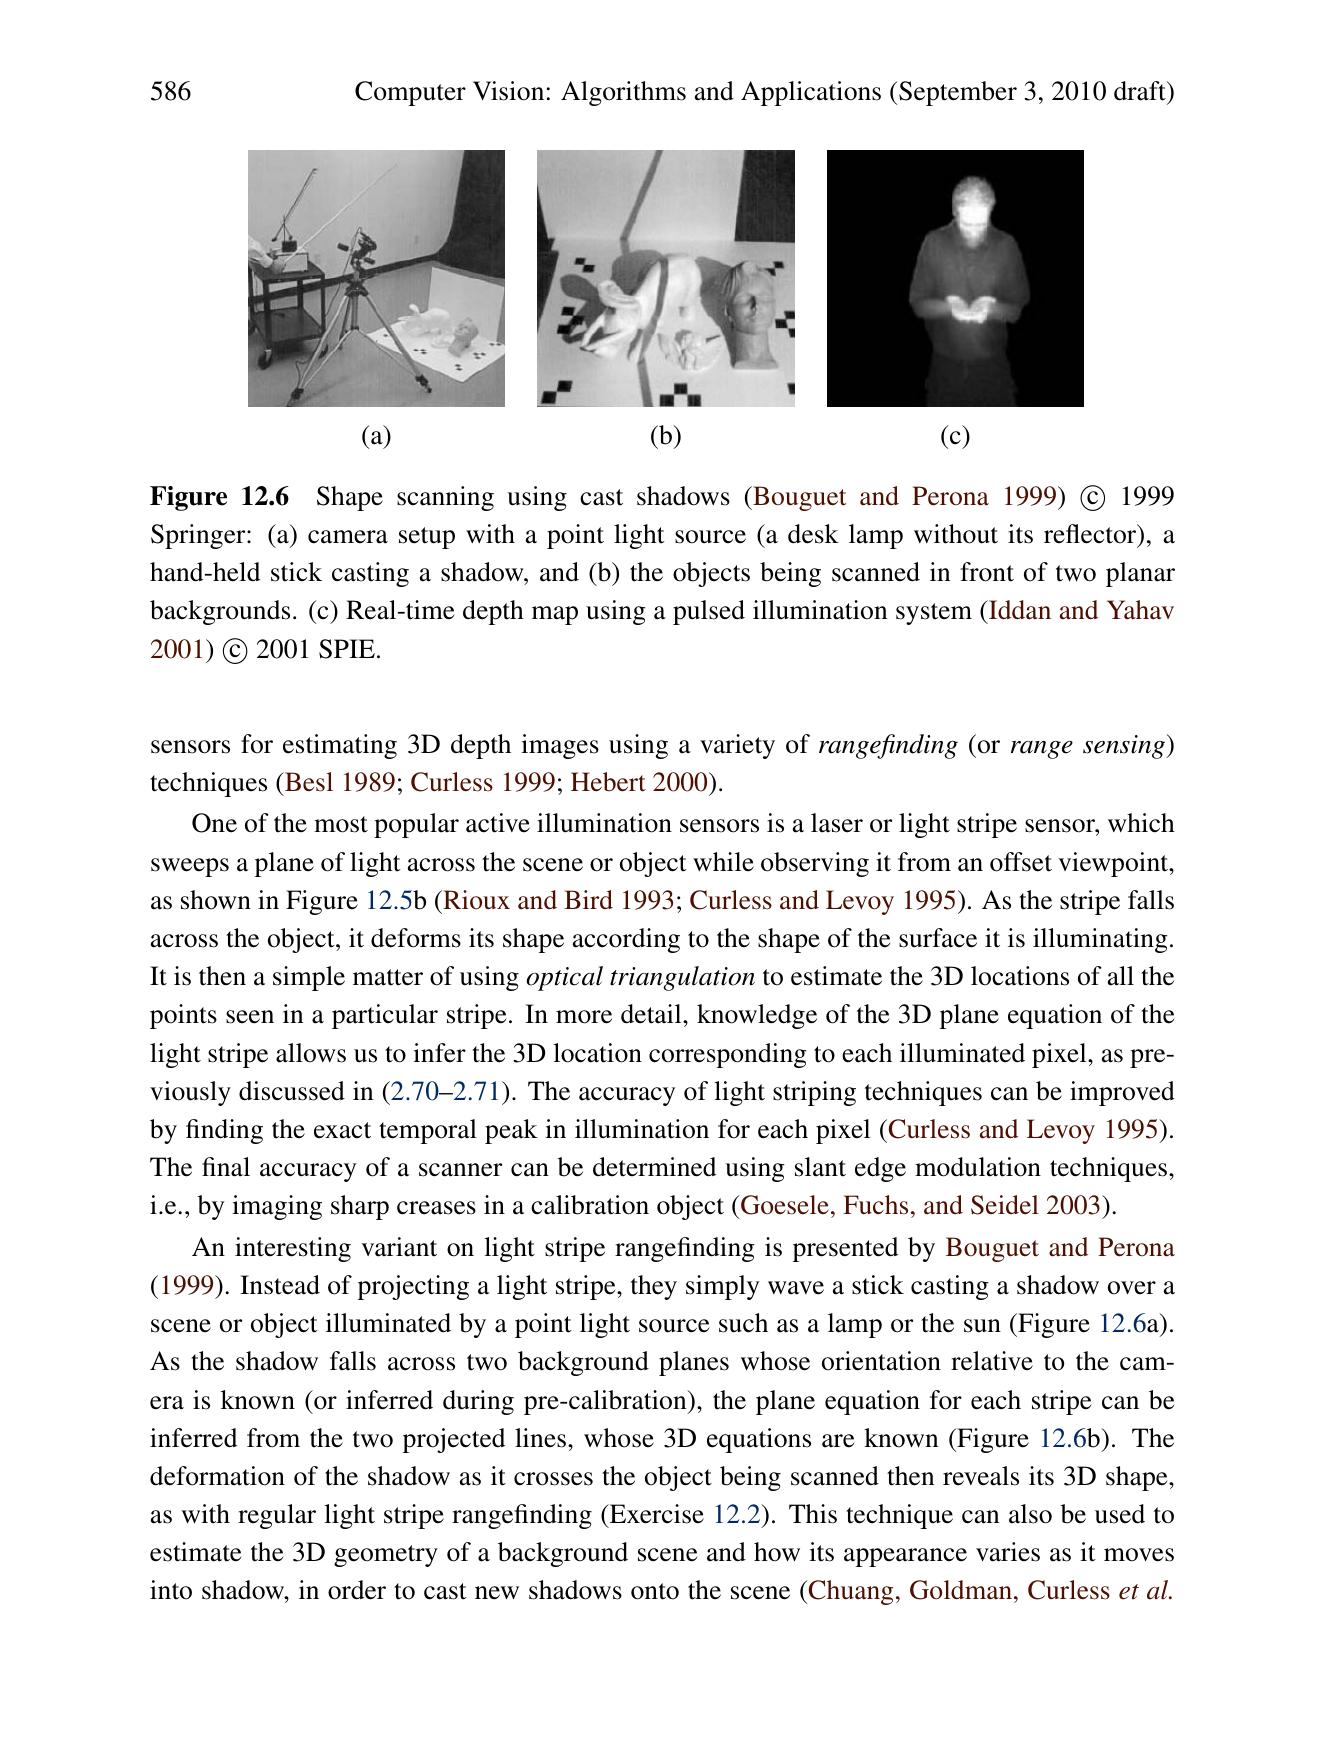 586 Computer Vision: Algorithms and Applications (September 3, 2010 draft)
(a) (b) (c)
Figure 12.6 Shape scanning using cast shadows (Bouguet and Perona 1999) © 1999
Springer: (a) camera setup with a point light source (a desk lamp without its reflector), a
hand-held stick casting a shadow, and (b) the objects being scanned in front of two planar
backgrounds. (c) Real-time depth map using a pulsed illumination system (Iddan and Yahav
2001) © 2001 SPIE.
sensors for estimating 3D depth images using a variety of rangefinding (or range sensing)
techniques (Besl 1989; Curless 1999; Hebert 2000).
One of the most popular active illumination sensors is a laser or light stripe sensor, which
sweeps a plane of light across the scene or object while observing it from an offset viewpoint,
as shown in Figure 12.5b (Rioux and Bird 1993; Curless and Levoy 1995). As the stripe falls
across the object, it deforms its shape according to the shape of the surface it is illuminating.
It is then a simple matter of using optical triangulation to estimate the 3D locations of all the
points seen in a particular stripe. In more detail, knowledge of the 3D plane equation of the
light stripe allows us to infer the 3D location corresponding to each illuminated pixel, as pre-
viously discussed in (2.70–2.71). The accuracy of light striping techniques can be improved
by finding the exact temporal peak in illumination for each pixel (Curless and Levoy 1995).
The final accuracy of a scanner can be determined using slant edge modulation techniques,
i.e., by imaging sharp creases in a calibration object (Goesele, Fuchs, and Seidel 2003).
An interesting variant on light stripe rangefinding is presented by Bouguet and Perona
(1999). Instead of projecting a light stripe, they simply wave a stick casting a shadow over a
scene or object illuminated by a point light source such as a lamp or the sun (Figure 12.6a).
As the shadow falls across two background planes whose orientation relative to the cam-
era is known (or inferred during pre-calibration), the plane equation for each stripe can be
inferred from the two projected lines, whose 3D equations are known (Figure 12.6b). The
deformation of the shadow as it crosses the object being scanned then reveals its 3D shape,
as with regular light stripe rangefinding (Exercise 12.2). This technique can also be used to
estimate the 3D geometry of a background scene and how its appearance varies as it moves
into shadow, in order to cast new shadows onto the scene (Chuang, Goldman, Curless et al.